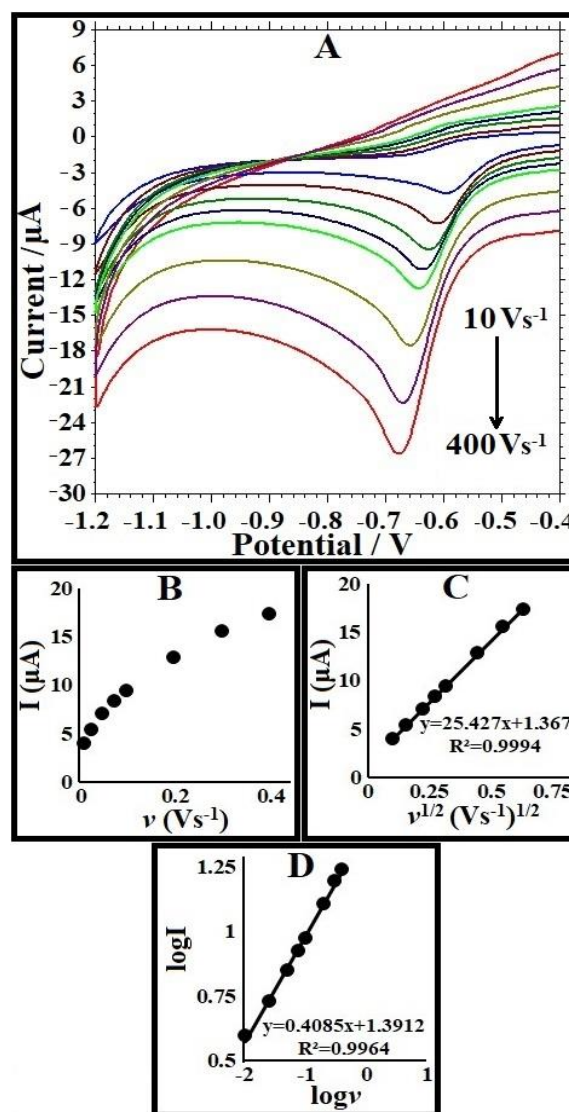 A
9
6
3
0
-3
-6
-9
-12
-15
-18
-21
-24
-27
-30
Current /µA
10 Vs⁻¹
400 Vs⁻¹
-1.2 -1.1 -1.0 -0.9 -0.8 -0.7 -0.6 -0.5 -0.4
Potential / V
B
20
15
10
5
0
I (µA)
0 0.2 0.4
v (Vs⁻¹)
C
20
15
10
5
0
I (µA)
y=25.427x+1.367
R²=0.9994
0 0.25 0.5 0.75
v¹/² (Vs⁻¹)¹/²
D
1.25
1
0.75
0.5
logI
y=0.4085x+1.3912
R²=0.9964
-2 -1 0 1
logv